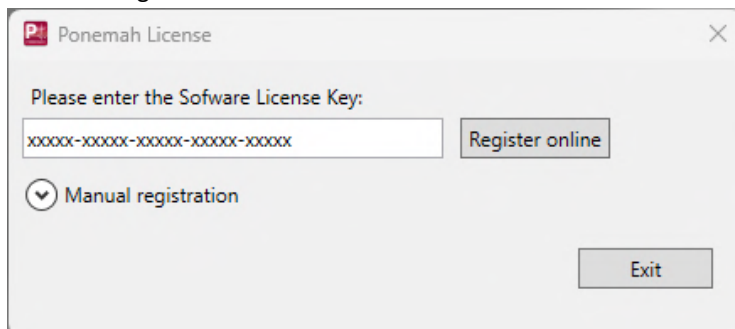 Ponemah License
Please enter the Sofware License Key:
xxxxx-xxxxx-xxxxx-xxxxx-xxxxx
Register online
Manual registration
Exit